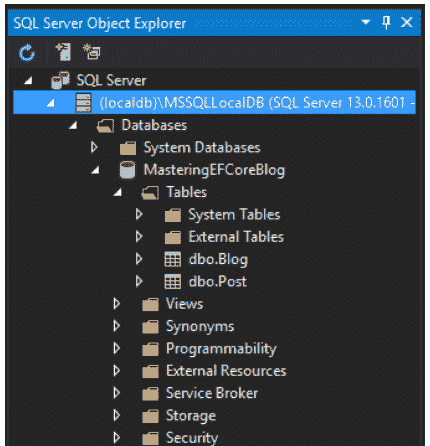 SQL Server Object Explorer
SQL Server
(localdb)\MSSQLLocalDB (SQL Server 13.0.1601 -
Databases
System Databases
MasteringEFCoreBlog
Tables
System Tables
External Tables
dbo.Blog
dbo.Post
Views
Synonyms
Programmability
External Resources
Service Broker
Storage
Security